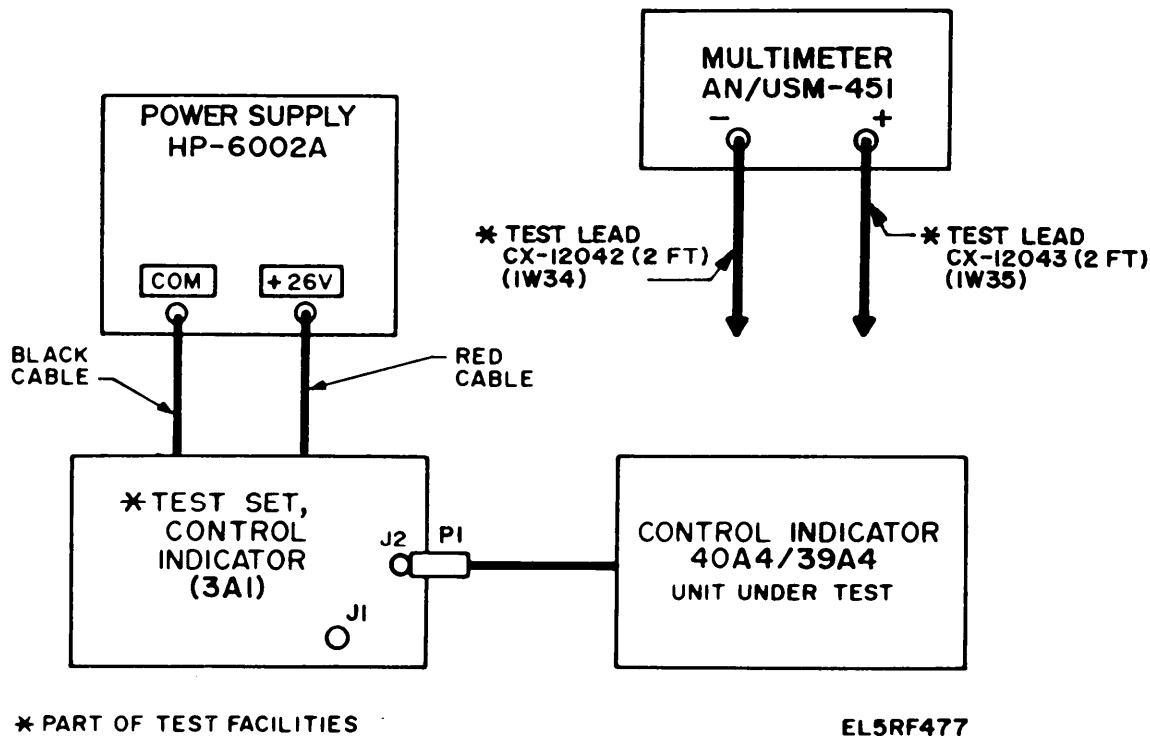 MULTIMETER
AN/USM-451
- +
POWER SUPPLY
HP-6002A
COM +26V
* TEST LEAD
CX-12042 (2 FT)
(1W34)
* TEST LEAD
CX-12043 (2 FT)
(1W35)
BLACK
CABLE
RED
CABLE
* TEST SET,
CONTROL
INDICATOR
(3A1)
J2
P1
J1
CONTROL INDICATOR
40A4/39A4
UNIT UNDER TEST
* PART OF TEST FACILITIES
EL5RF477